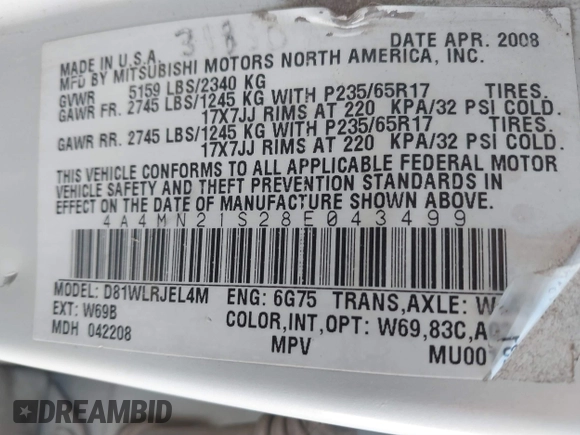 MADE IN U.S.A. DATE APR. 2008
MFD BY MITSUBISHI MOTORS NORTH AMERICA, INC.
GVWR 5159 LBS/2340 KG
GAWR FR. 2745 LBS/1245 KG WITH P235/65R17 TIRES.
17X7JJ RIMS AT 220 KPA/32 PSI COLD.
GAWR RR. 2745 LBS/1245 KG WITH P235/65R17 TIRES.
17X7JJ RIMS AT 220 KPA/32 PSI COLD.
THIS VEHICLE CONFORMS TO ALL APPLICABLE FEDERAL MOTOR
VEHICLE SAFETY AND THEFT PREVENTION STANDARDS IN
EFFECT ON THE DATE OF MANUFACTURE SHOWN ABOVE.
4A4MN21S28E043499
MODEL: D81WLRJEL4M ENG: 6G75 TRANS,AXLE:
EXT: W69B COLOR,INT,OPT: W69,83C,
MDH 042208 MPV MU00
DREAMBID